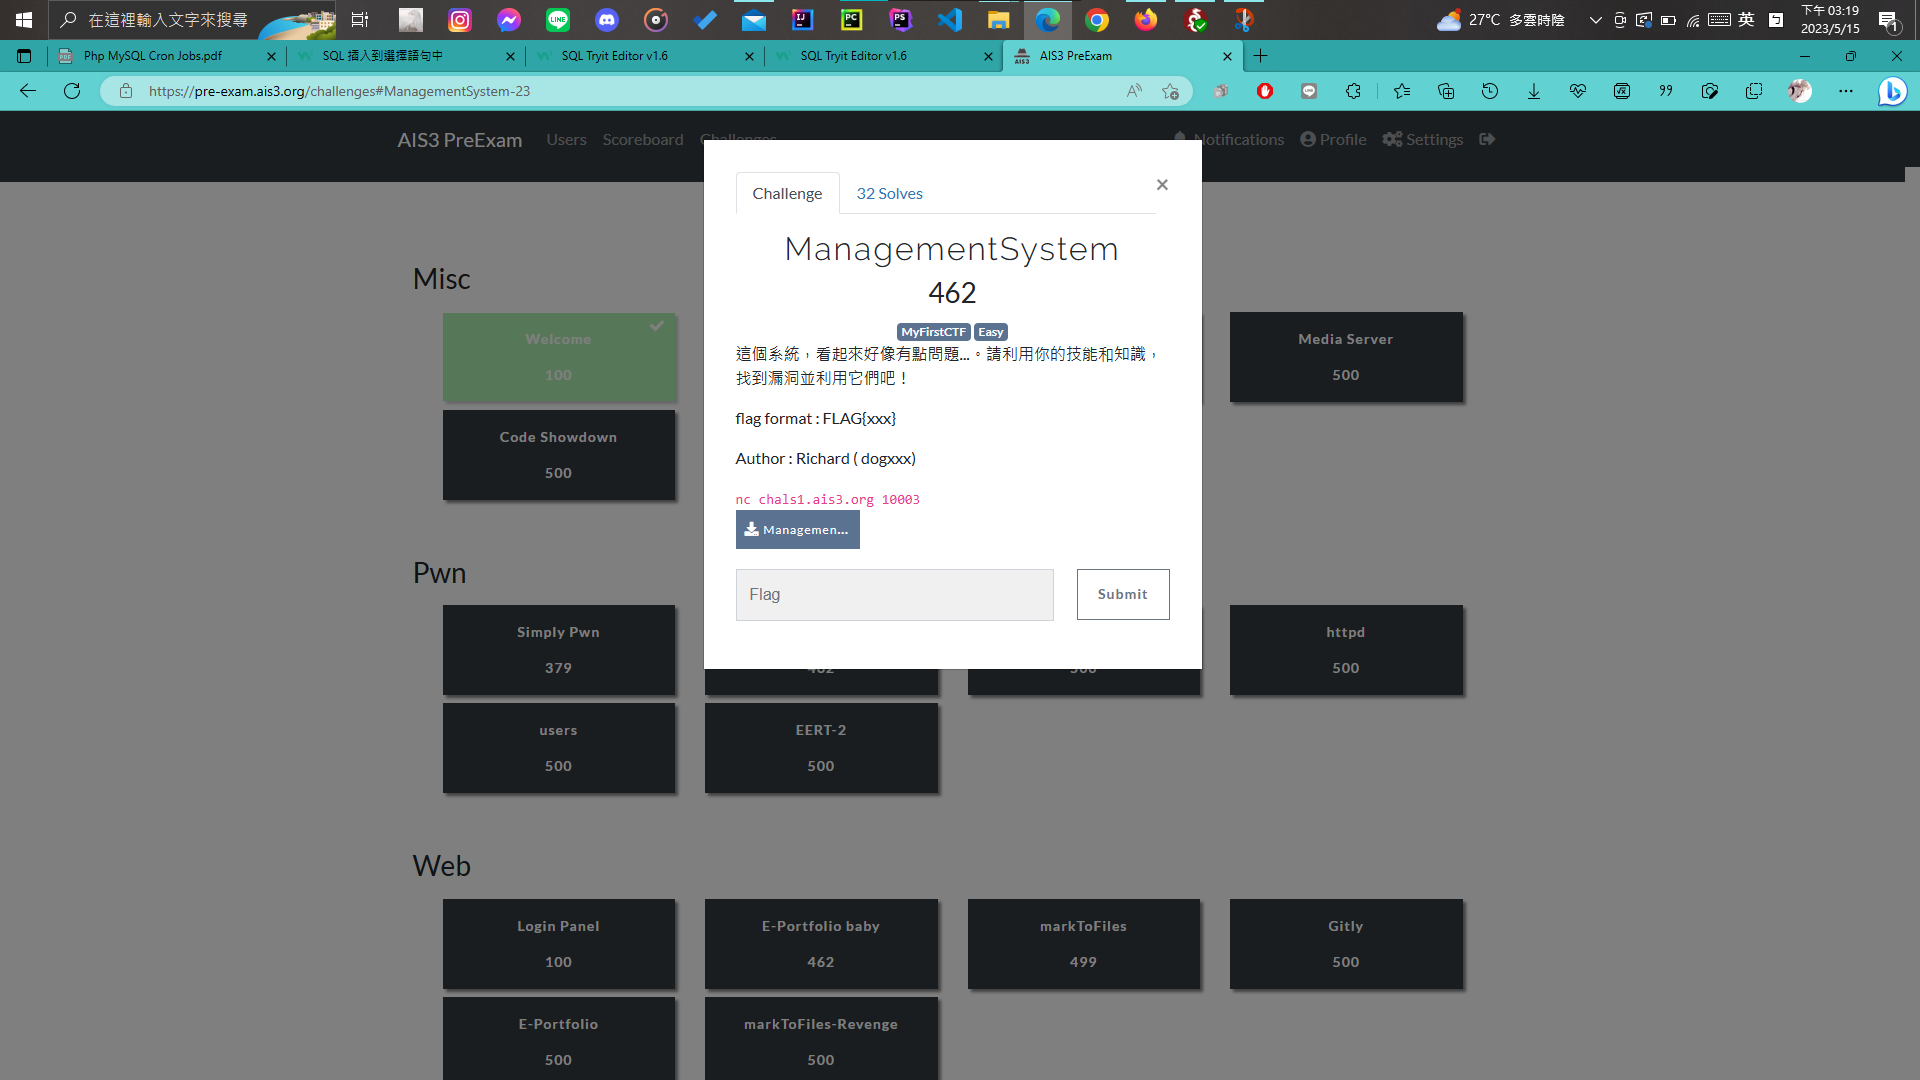 在這裡輸入文字來搜尋
27°C 多雲時陰
英
下午 03:19
2023/5/15
1
Php MySQL Cron Jobs.pdf
SQL 插入到選擇語句中
SQL Tryit Editor v1.6
SQL Tryit Editor v1.6
AIS3 PreExam
https://pre-exam.ais3.org/challenges#ManagementSystem-23
AIS3 PreExam
Users
Scoreboard
Challenges
Notifications
Profile
Settings
Challenge
32 Solves
×
ManagementSystem
462
MyFirstCTF Easy
這個系統，看起來好像有點問題...。請利用你的技能和知識，
找到漏洞並利用它們吧！
flag format : FLAG{xxx}
Author : Richard ( dogxxx)
nc chals1.ais3.org 10003
Managemen...
Flag
Submit
Misc
Welcome
100
Media Server
500
Code Showdown
500
Pwn
Simply Pwn
379
462
500
httpd
500
users
500
EERT-2
500
Web
Login Panel
100
E-Portfolio baby
462
markToFiles
499
Gitly
500
E-Portfolio
500
markToFiles-Revenge
500